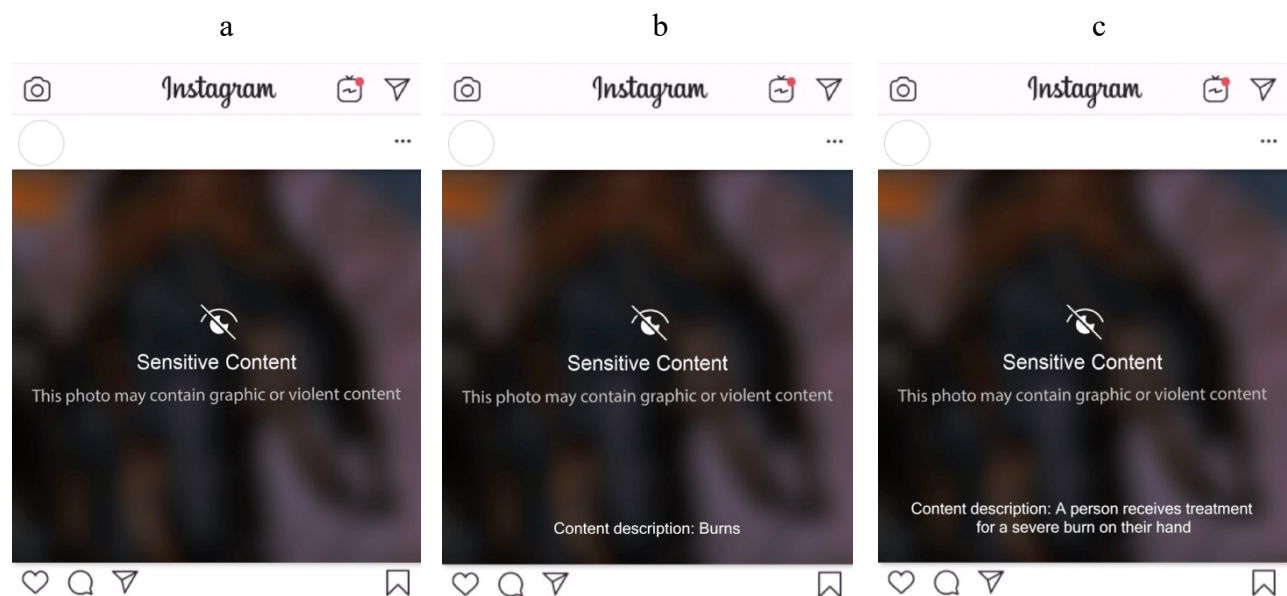 a
b
c
Instagram
Instagram
Instagram
Sensitive Content
This photo may contain graphic or violent content
Sensitive Content
This photo may contain graphic or violent content
Content description: Burns
Sensitive Content
This photo may contain graphic or violent content
Content description: A person receives treatment
for a severe burn on their hand